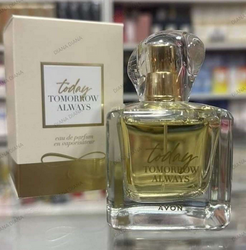 today
TOMORROW
ALWAYS
eau de parfum
en vaporisateur
today
TOMORROW
ALWAYS
AVON